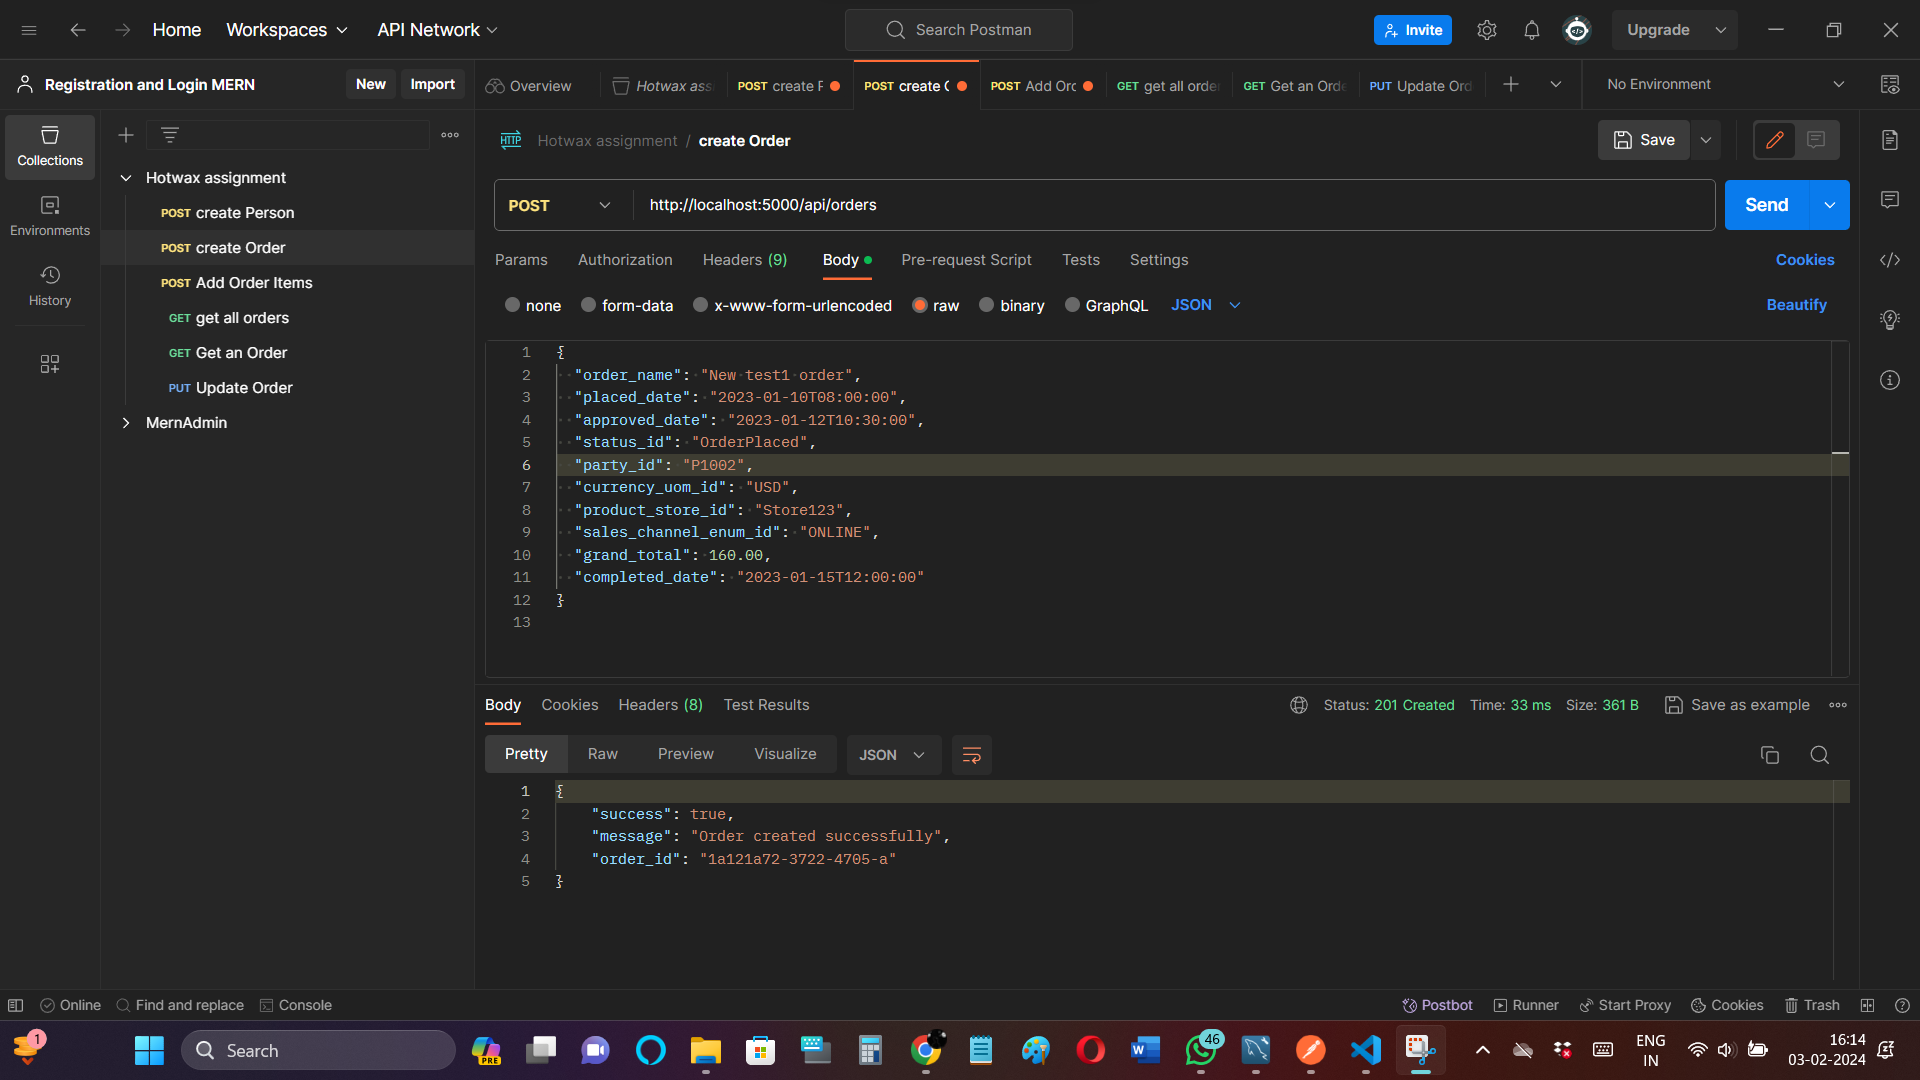 Home
Workspaces
API Network
Search Postman
Invite
Upgrade
Registration and Login MERN
New
Import
Overview
Hotwax ass
POST create P
POST create O
POST Add Orc
GET get all orde
GET Get an Orde
PUT Update Ord
No Environment
Collections
Environments
History
Hotwax assignment
POST create Person
POST create Order
POST Add Order Items
GET get all orders
GET Get an Order
PUT Update Order
MernAdmin
HTTP
Hotwax assignment / create Order
Save
POST
http://localhost:5000/api/orders
Send
Params
Authorization
Headers (9)
Body
Pre-request Script
Tests
Settings
Cookies
none
form-data
x-www-form-urlencoded
raw
binary
GraphQL
JSON
Beautify
1 {
2 "order_name": "New test1 order",
3 "placed_date": "2023-01-10T08:00:00",
4 "approved_date": "2023-01-12T10:30:00",
5 "status_id": "OrderPlaced",
6 "party_id": "P1002",
7 "currency_uom_id": "USD",
8 "product_store_id": "Store123",
9 "sales_channel_enum_id": "ONLINE",
10 "grand_total": 160.00,
11 "completed_date": "2023-01-15T12:00:00"
12 }
13
Body
Cookies
Headers (8)
Test Results
Status: 201 Created
Time: 33 ms
Size: 361 B
Save as example
Pretty
Raw
Preview
Visualize
JSON
1 {
2 "success": true,
3 "message": "Order created successfully",
4 "order_id": "1a121a72-3722-4705-a"
5 }
Online
Find and replace
Console
Postbot
Runner
Start Proxy
Cookies
Trash
1
Search
PRE
46
ENG
IN
16:14
03-02-2024